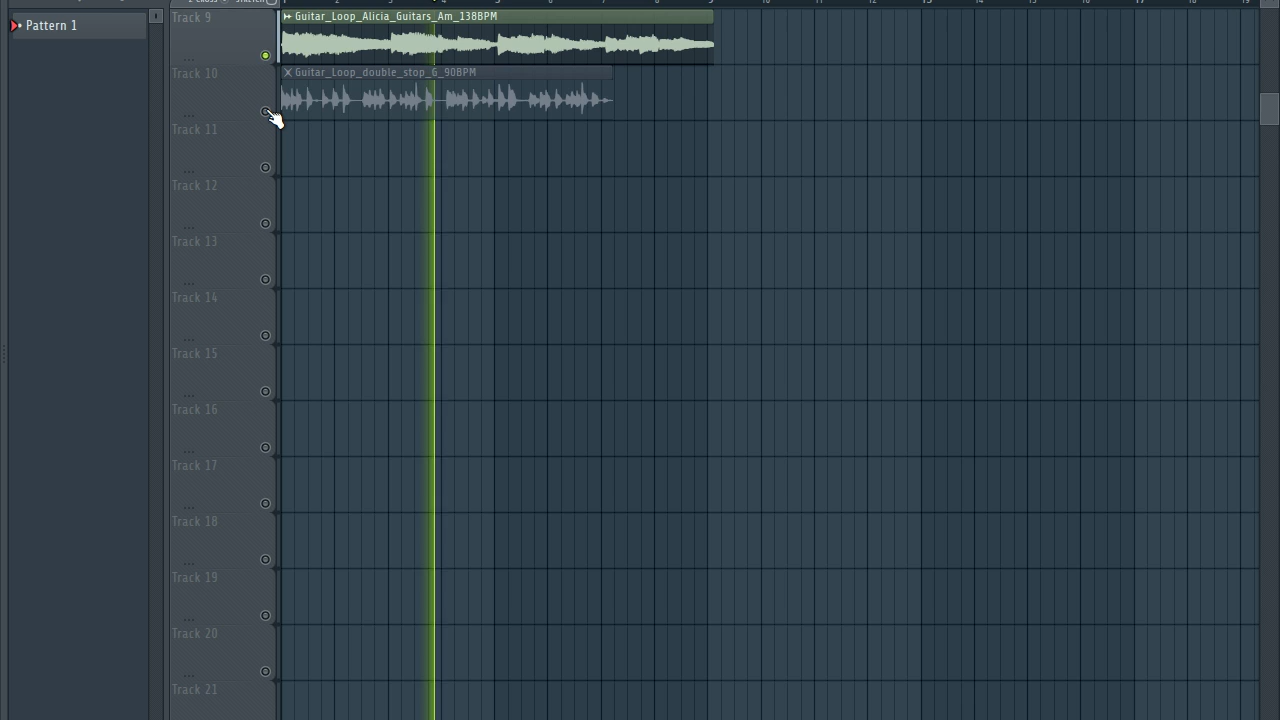 Pattern 1
Track 9
Guitar_Loop_Alicia_Guitars_Am_138BPM
...
Track 10
Guitar_Loop_double_stop_G_90BPM
...
Track 11
...
Track 12
...
Track 13
...
Track 14
...
Track 15
...
Track 16
...
Track 17
...
Track 18
...
Track 19
...
Track 20
...
Track 21